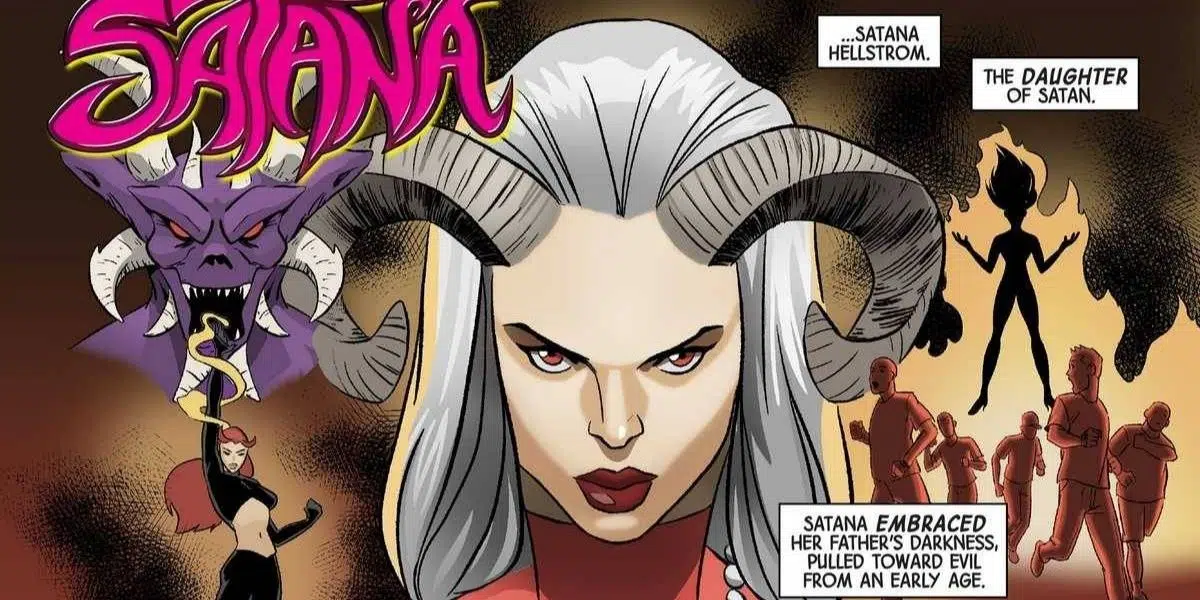 SATANA
...SATANA
HELLSTROM.
THE DAUGHTER
OF SATAN.
SATANA EMBRACED
HER FATHER'S DARKNESS,
PULLED TOWARD EVIL
FROM AN EARLY AGE.